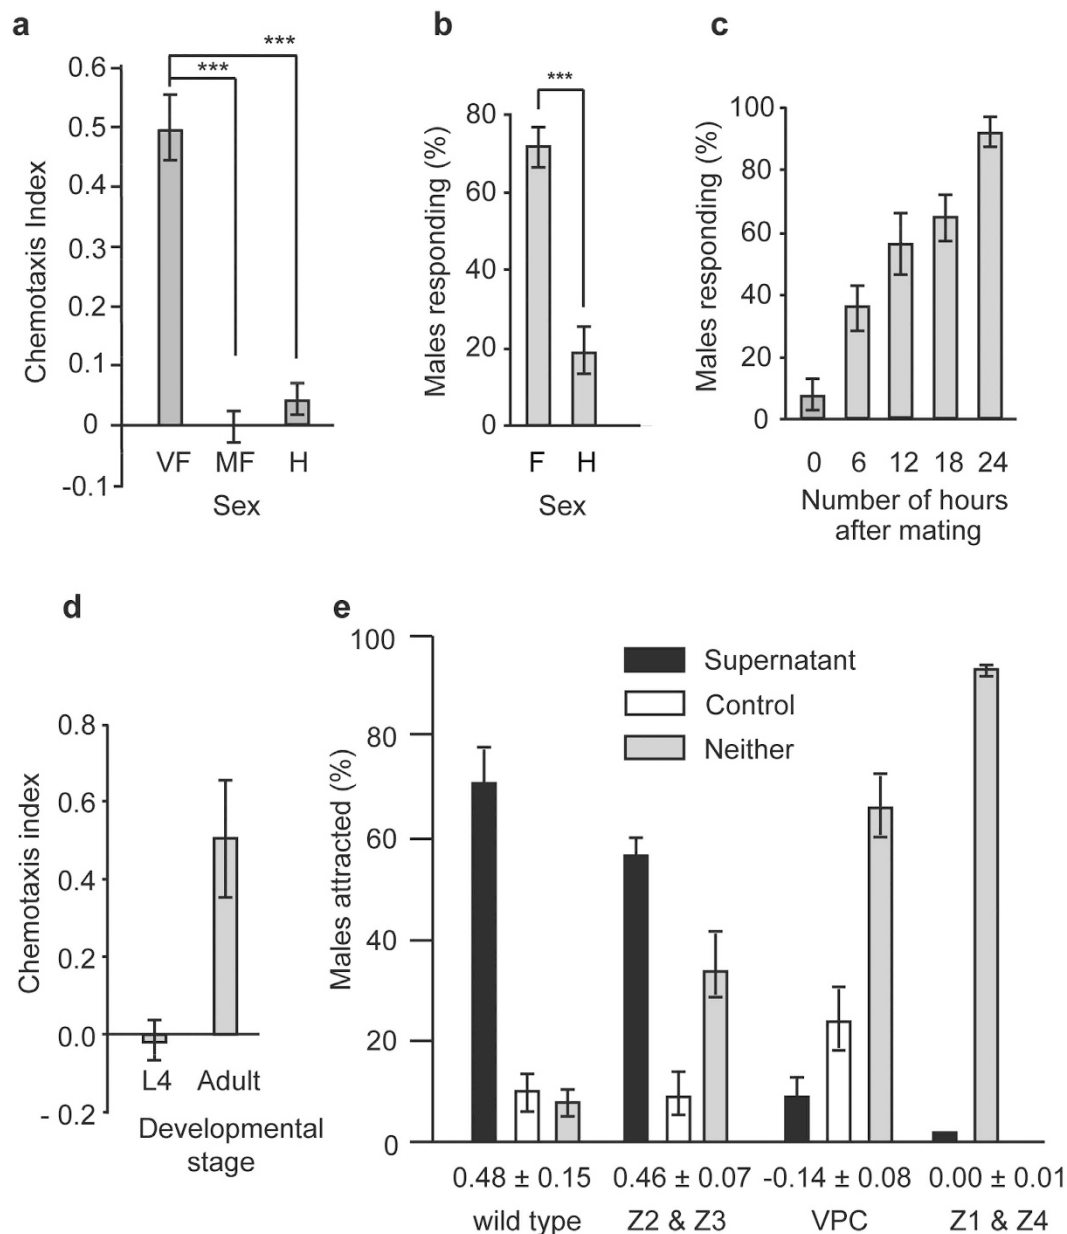 a
***
***
0.6
0.5
0.4
0.3
0.2
0.1
0
-0.1
Chemotaxis Index
VF MF H
Sex
b
***
80
60
40
20
0
Males responding (%)
F H
Sex
c
100
80
60
40
20
0
Males responding (%)
0 6 12 18 24
Number of hours
after mating
d
0.8
0.6
0.4
0.2
0.0
- 0.2
Chemotaxis index
L4 Adult
Developmental
stage
e
100
80
60
40
20
0
Males attracted (%)
Supernatant
Control
Neither
0.48 ± 0.15 0.46 ± 0.07 -0.14 ± 0.08 0.00 ± 0.01
wild type Z2 & Z3 VPC Z1 & Z4